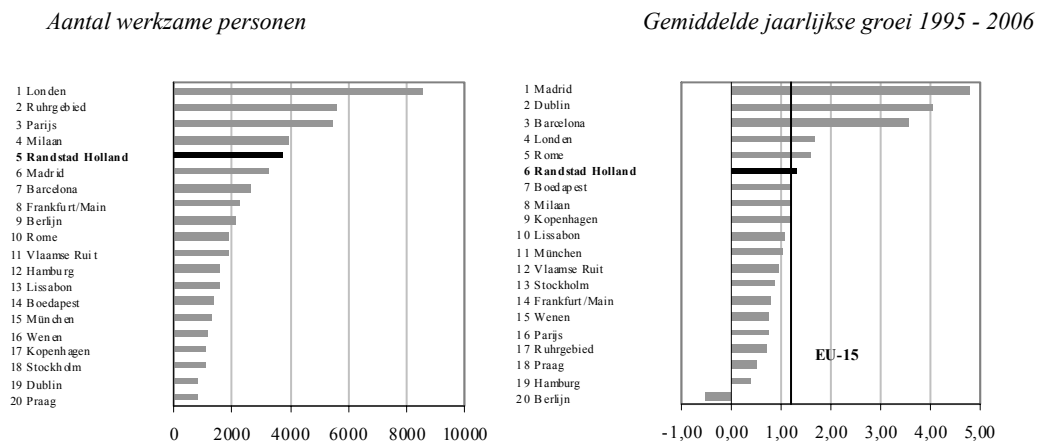 Aantal werkzame personen
1 Londen
2 Ruhrgebied
3 Parijs
4 Milaan
5 Randstad Holland
6 Madrid
7 Barcelona
8 Frankfurt/Main
9 Berlijn
10 Rome
11 Vlaamse Ruit
12 Hamburg
13 Lissabon
14 Boedapest
15 München
16 Wenen
17 Kopenhagen
18 Stockholm
19 Dublin
20 Praag
0 2000 4000 6000 8000 10000
Gemiddelde jaarlijkse groei 1995 - 2006
1 Madrid
2 Dublin
3 Barcelona
4 Londen
5 Rome
6 Randstad Holland
7 Boedapest
8 Milaan
9 Kopenhagen
10 Lissabon
11 München
12 Vlaamse Ruit
13 Stockholm
14 Frankfurt/Main
15 Wenen
16 Parijs
17 Ruhrgebied
18 Praag
19 Hamburg
20 Berlijn
EU-15
-1,00 0,00 1,00 2,00 3,00 4,00 5,00